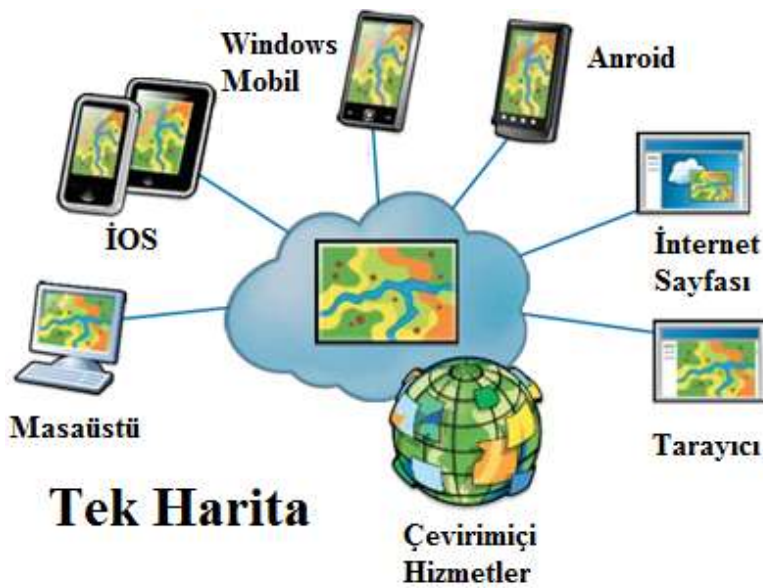 Windows
Mobil
Anroid
İOS
İnternet
Sayfası
Masaüstü
Tarayıcı
Tek Harita
Çevirimiçi
Hizmetler